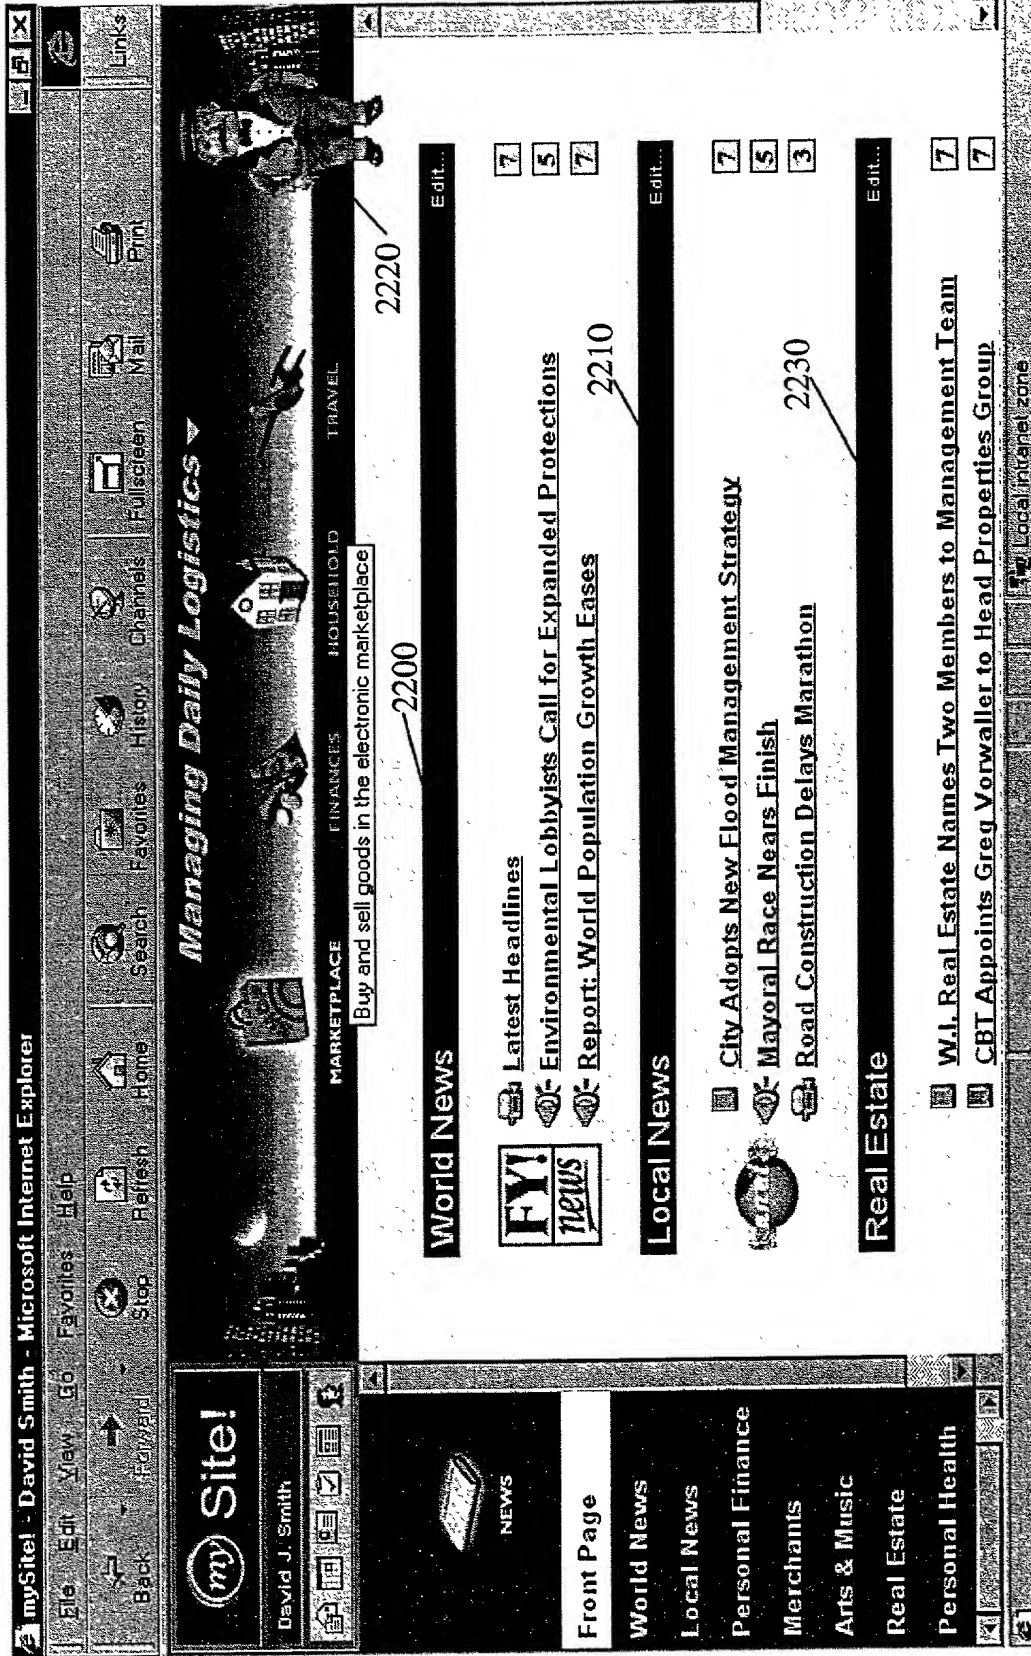 mySite! - David Smith - Microsoft Internet Explorer
File Edit View Go Favorites Help
Back Forward Stop Refresh Home Search Favorites History Channels Fullscreen Mail Print
Links
my Site!
David J. Smith
Managing Daily Logistics
MARKETPLACE FINANCES HOUSEHOLD TRAVEL
Buy and sell goods in the electronic marketplace
2220
NEWS
Front Page
World News
Local News
Personal Finance
Merchants
Arts & Music
Real Estate
Personal Health
2200
World News Edit...
FYI
news
Latest Headlines 7
Environmental Lobbyists Call for Expanded Protections 5
Report: World Population Growth Eases 7
2210
Local News Edit...
City Adopts New Flood Management Strategy 7
Mayoral Race Nears Finish 5
Road Construction Delays Marathon 3
2230
Real Estate Edit...
W.I. Real Estate Names Two Members to Management Team 7
CBT Appoints Greg Vorwaller to Head Properties Group 7
Local intranet zone